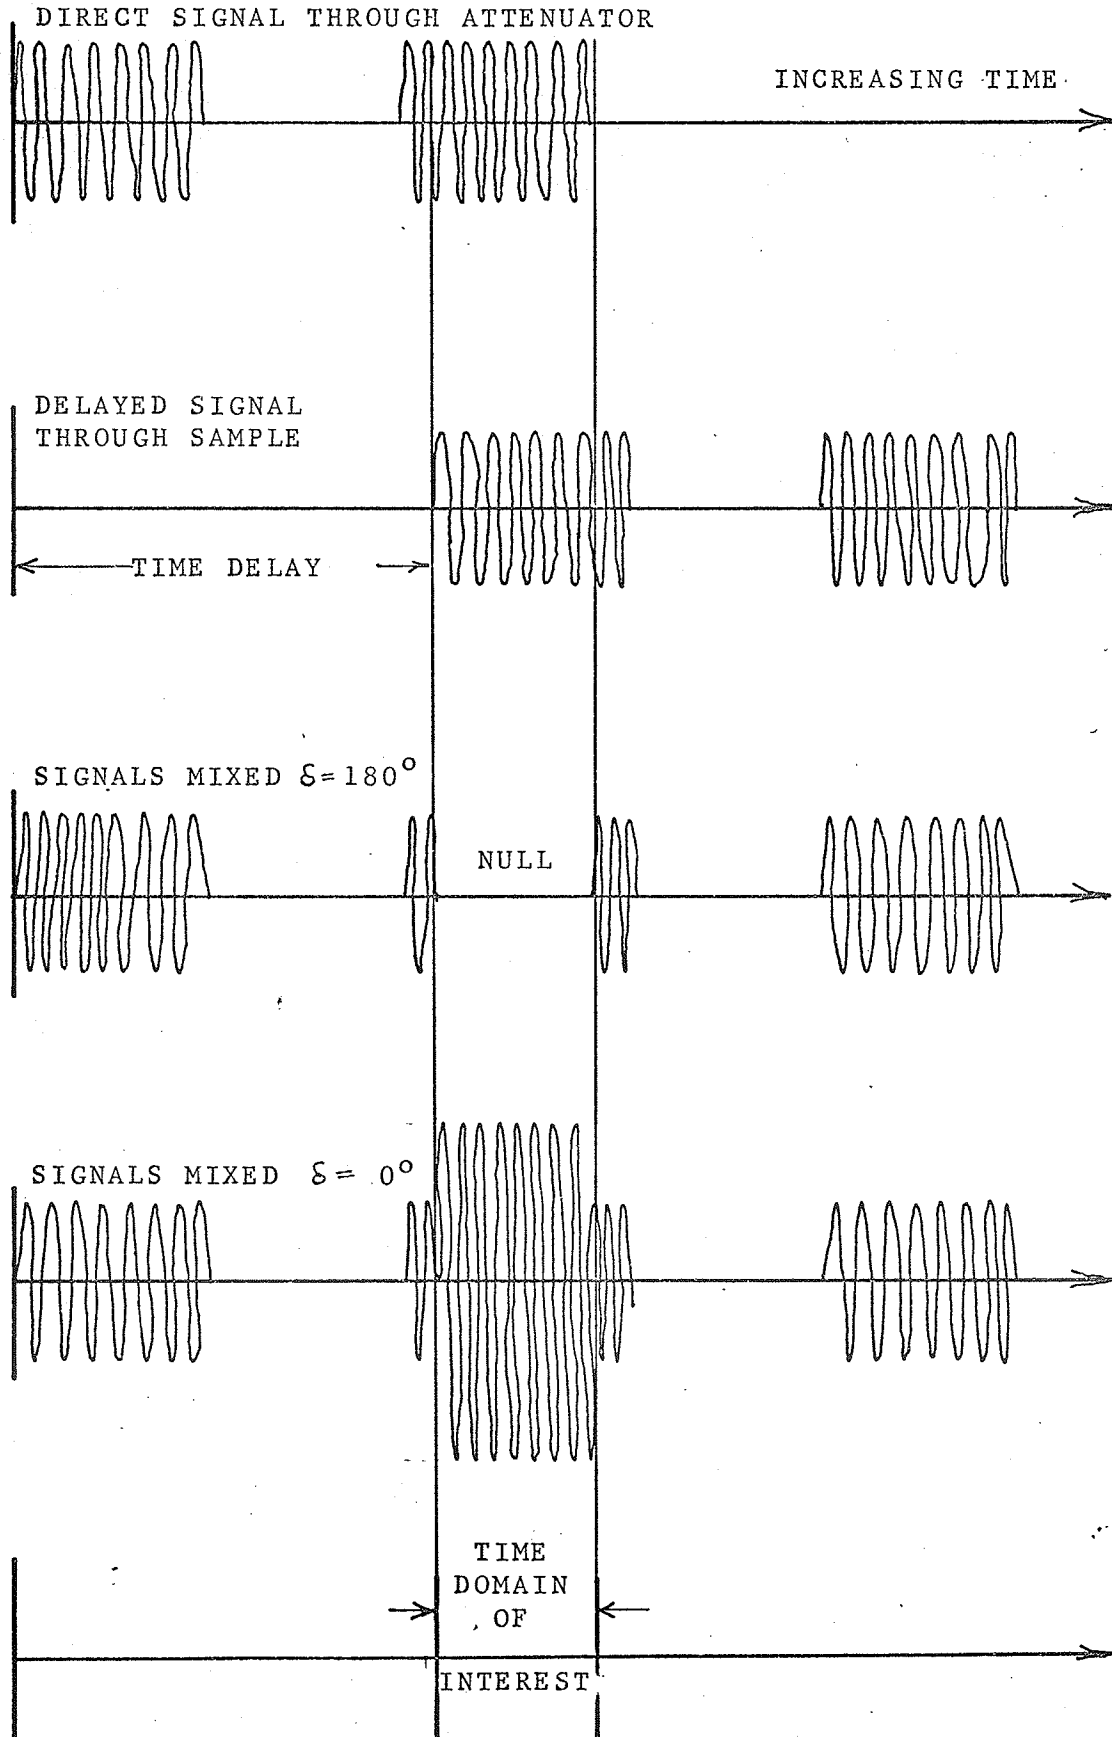 DIRECT SIGNAL THROUGH ATTENUATOR
INCREASING TIME
DELAYED SIGNAL
THROUGH SAMPLE
TIME DELAY
SIGNALS MIXED δ=180°
NULL
SIGNALS MIXED δ= 0°
TIME
DOMAIN
OF
INTEREST